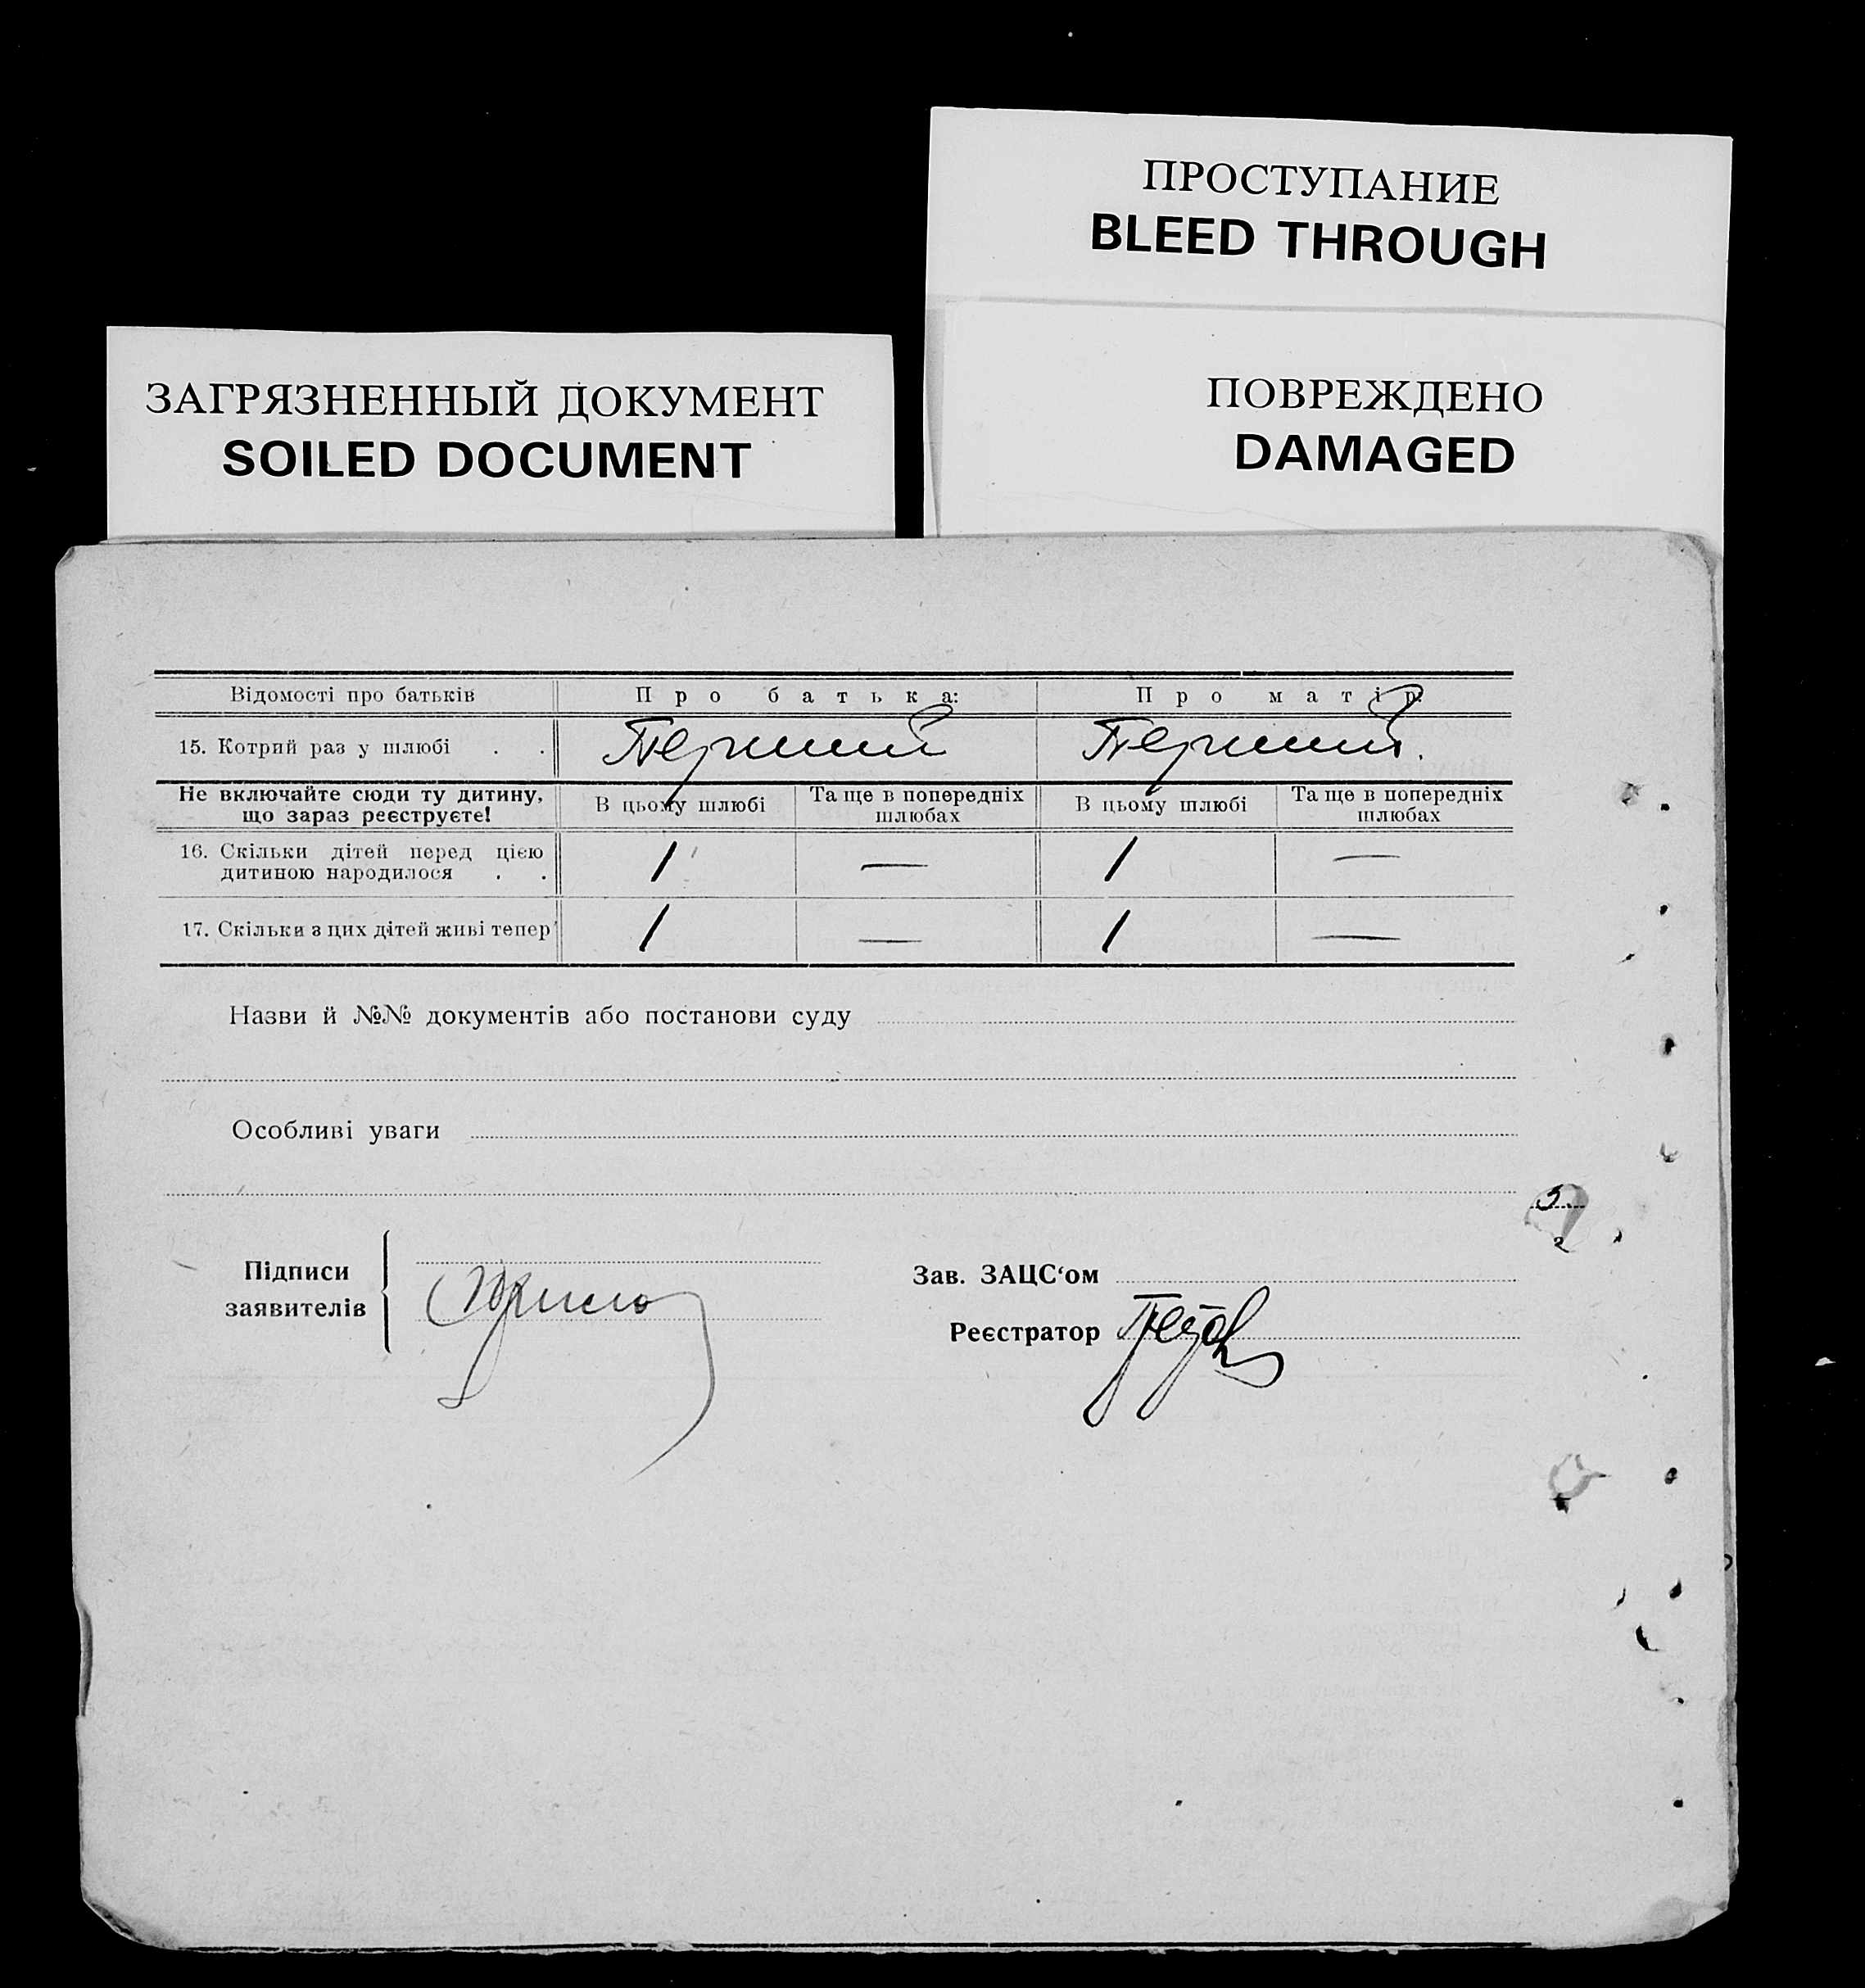 ПРОСТУПАНИЕ
BLEED THROUGH
ЗАГРЯЗНЕННЫЙ ДОКУМЕНТ
SOILED DOCUMENT
ПОВРЕЖДЕНО
DAMAGED
Відомості про батьків Про батька: Про матір:
15. Котрий раз у шлюбі . . Перший Перший.
Не включайте сюди ту дитину, що зараз реєструєте! В цьому шлюбі Та ще в попередніх шлюбах В цьому шлюбі Та ще в попередніх шлюбах
16. Скільки дітей перед цією дитиною народилося . . 1 — 1 —
17. Скільки з цих дітей живі тепер 1 — 1 —
Назви й №№ документів або постанови суду
Особливі уваги
Підписи
заявителів
Зав. ЗАЦС‘ом
Реєстратор